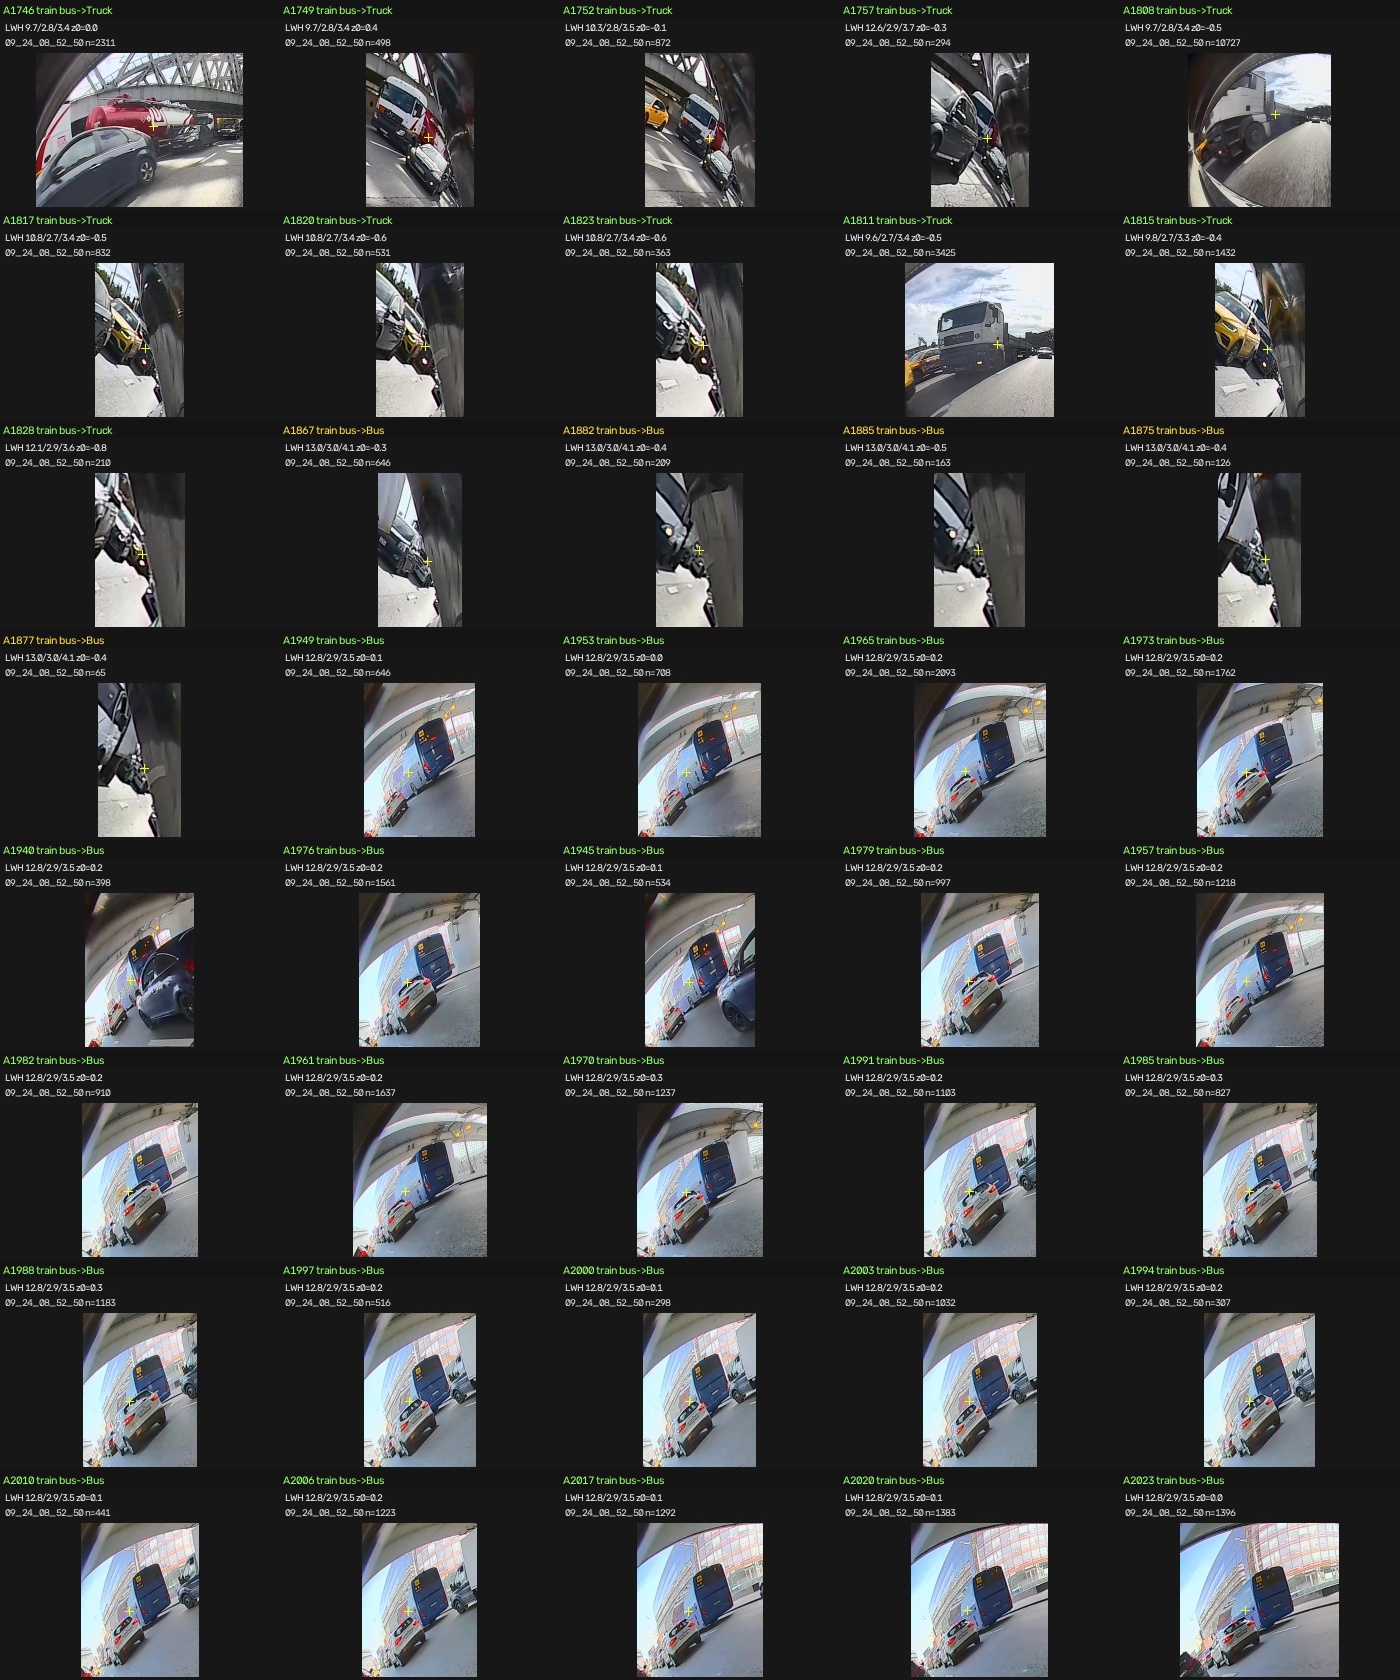 A1746 train bus->Truck
LWH 9.7/2.8/3.4 z0=0.0
09_24_08_52_50 n=2311
A1749 train bus->Truck
LWH 9.7/2.8/3.4 z0=0.4
09_24_08_52_50 n=498
A1752 train bus->Truck
LWH 10.3/2.8/3.5 z0=-0.1
09_24_08_52_50 n=872
A1757 train bus->Truck
LWH 12.6/2.9/3.7 z0=-0.3
09_24_08_52_50 n=294
A1808 train bus->Truck
LWH 9.7/2.8/3.4 z0=-0.5
09_24_08_52_50 n=10727
A1817 train bus->Truck
LWH 10.8/2.7/3.4 z0=-0.5
09_24_08_52_50 n=832
A1820 train bus->Truck
LWH 10.8/2.7/3.4 z0=-0.6
09_24_08_52_50 n=531
A1823 train bus->Truck
LWH 10.8/2.7/3.4 z0=-0.6
09_24_08_52_50 n=363
A1811 train bus->Truck
LWH 9.6/2.7/3.4 z0=-0.5
09_24_08_52_50 n=3425
A1815 train bus->Truck
LWH 9.8/2.7/3.3 z0=-0.4
09_24_08_52_50 n=1432
A1828 train bus->Truck
LWH 12.1/2.9/3.6 z0=-0.8
09_24_08_52_50 n=210
A1867 train bus->Bus
LWH 13.0/3.0/4.1 z0=-0.3
09_24_08_52_50 n=646
A1882 train bus->Bus
LWH 13.0/3.0/4.1 z0=-0.4
09_24_08_52_50 n=209
A1885 train bus->Bus
LWH 13.0/3.0/4.1 z0=-0.5
09_24_08_52_50 n=163
A1875 train bus->Bus
LWH 13.0/3.0/4.1 z0=-0.4
09_24_08_52_50 n=126
A1877 train bus->Bus
LWH 13.0/3.0/4.1 z0=-0.4
09_24_08_52_50 n=65
A1949 train bus->Bus
LWH 12.8/2.9/3.5 z0=0.1
09_24_08_52_50 n=646
A1953 train bus->Bus
LWH 12.8/2.9/3.5 z0=0.0
09_24_08_52_50 n=708
A1965 train bus->Bus
LWH 12.8/2.9/3.5 z0=0.2
09_24_08_52_50 n=2093
A1973 train bus->Bus
LWH 12.8/2.9/3.5 z0=0.2
09_24_08_52_50 n=1762
A1940 train bus->Bus
LWH 12.8/2.9/3.5 z0=0.2
09_24_08_52_50 n=398
A1976 train bus->Bus
LWH 12.8/2.9/3.5 z0=0.2
09_24_08_52_50 n=1561
A1945 train bus->Bus
LWH 12.8/2.9/3.5 z0=0.1
09_24_08_52_50 n=534
A1979 train bus->Bus
LWH 12.8/2.9/3.5 z0=0.2
09_24_08_52_50 n=997
A1957 train bus->Bus
LWH 12.8/2.9/3.5 z0=0.2
09_24_08_52_50 n=1218
A1982 train bus->Bus
LWH 12.8/2.9/3.5 z0=0.2
09_24_08_52_50 n=910
A1961 train bus->Bus
LWH 12.8/2.9/3.5 z0=0.2
09_24_08_52_50 n=1637
A1970 train bus->Bus
LWH 12.8/2.9/3.5 z0=0.3
09_24_08_52_50 n=1237
A1991 train bus->Bus
LWH 12.8/2.9/3.5 z0=0.2
09_24_08_52_50 n=1103
A1985 train bus->Bus
LWH 12.8/2.9/3.5 z0=0.3
09_24_08_52_50 n=827
A1988 train bus->Bus
LWH 12.8/2.9/3.5 z0=0.3
09_24_08_52_50 n=1183
A1997 train bus->Bus
LWH 12.8/2.9/3.5 z0=0.2
09_24_08_52_50 n=516
A2000 train bus->Bus
LWH 12.8/2.9/3.5 z0=0.1
09_24_08_52_50 n=298
A2003 train bus->Bus
LWH 12.8/2.9/3.5 z0=0.2
09_24_08_52_50 n=1032
A1994 train bus->Bus
LWH 12.8/2.9/3.5 z0=0.2
09_24_08_52_50 n=307
A2010 train bus->Bus
LWH 12.8/2.9/3.5 z0=0.1
09_24_08_52_50 n=441
A2006 train bus->Bus
LWH 12.8/2.9/3.5 z0=0.2
09_24_08_52_50 n=1223
A2017 train bus->Bus
LWH 12.8/2.9/3.5 z0=0.1
09_24_08_52_50 n=1292
A2020 train bus->Bus
LWH 12.8/2.9/3.5 z0=0.1
09_24_08_52_50 n=1383
A2023 train bus->Bus
LWH 12.8/2.9/3.5 z0=0.0
09_24_08_52_50 n=1396